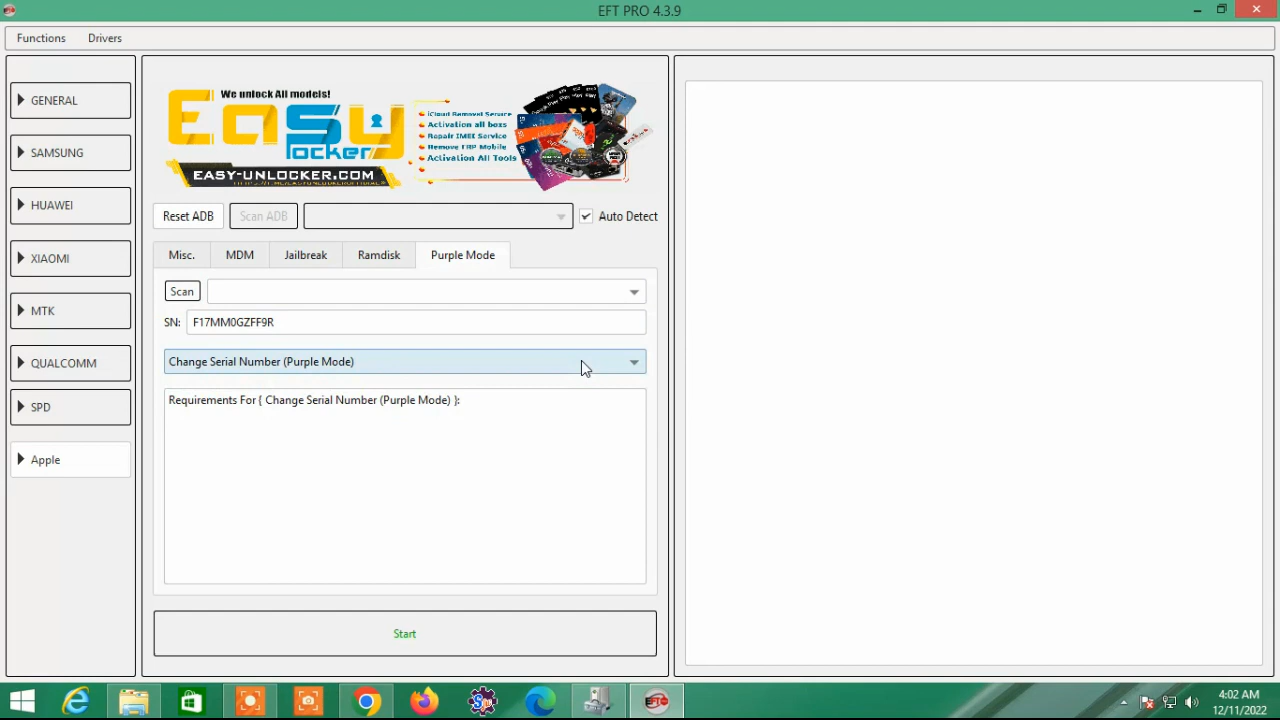 EFT PRO 4.3.9
Functions Drivers
GENERAL
SAMSUNG
HUAWEI
XIAOMI
MTK
QUALCOMM
SPD
Apple
We unlock All models!
Easy
locker
EASY-UNLOCKER.COM
iCloud Removal Service
Activation all boxs
Repair IMEI Service
Remove FRP Mobile
Activation All Tools
Reset ADB Scan ADB Auto Detect
Misc. MDM Jailbreak Ramdisk Purple Mode
Scan
SN: F17MM0GZFF9R
Change Serial Number (Purple Mode)
Requirements For { Change Serial Number (Purple Mode) }:
Start
4:02 AM
12/11/2022